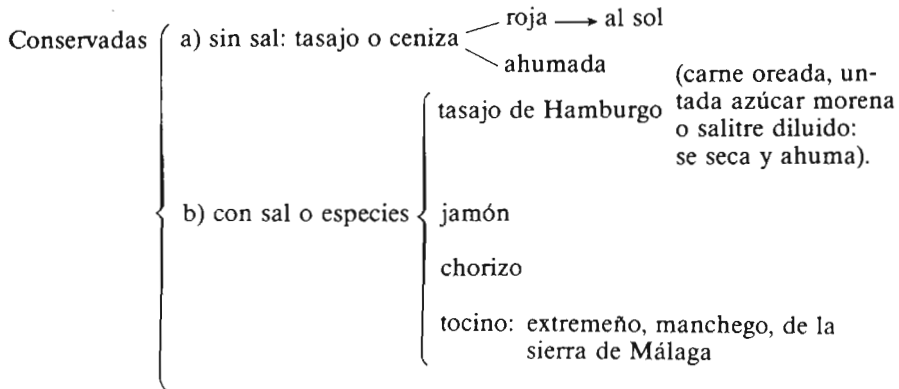 Conservadas
a) sin sal: tasajo o ceniza
roja → al sol
ahumada
b) con sal o especies
tasajo de Hamburgo
(carne oreada, un-
tada azúcar morena
o salitre diluido:
se seca y ahuma).
jamón
chorizo
tocino: extremeño, manchego, de la
sierra de Málaga